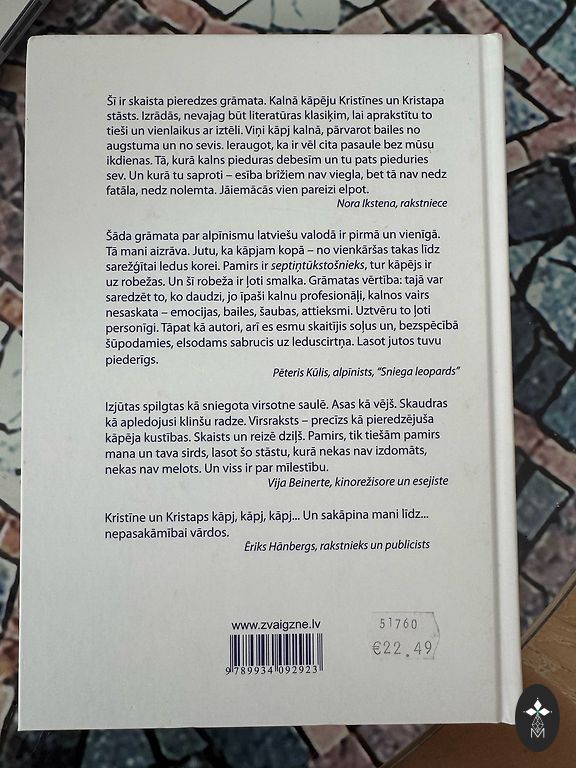 Šī ir skaista pieredzes grāmata. Kalnā kāpēju Kristīnes un Kristapa
stāsts. Izrādās, nevajag būt literatūras klasiķim, lai aprakstītu to
tieši un vienlaikus ar iztēli. Viņi kāpj kalnā, pārvarot bailes no
augstuma un no sevis. Ieraugot, ka ir vēl cita pasaule bez mūsu
ikdienas. Tā, kurā kalns pieduras debesīm un tu pats pieduries
sev. Un kurā tu saproti – esība brīžiem nav viegla, bet tā nav nedz
fatāla, nedz nolemta. Jāiemācās vien pareizi elpot.
Nora Ikstena, rakstniece
Šāda grāmata par alpīnismu latviešu valodā ir pirmā un vienīgā.
Tā mani aizrāva. Jutu, ka kāpjam kopā – no vienkāršas takas līdz
sarežģītai ledus korei. Pamirs ir septiņtūkstošnieks, tur kāpējs ir
uz robežas. Un šī robeža ir ļoti smalka. Grāmatas vērtība: tajā var
saredzēt to, ko daudzi, jo īpaši kalnu profesionāļi, kalnos vairs
nesaskata – emocijas, bailes, šaubas, attieksmi. Uztvēru to ļoti
personīgi. Tāpat kā autori, arī es esmu skaitījis soļus un, bezspēcībā
šūpodamies, elsodams sabrucis uz leduscirtņa. Lasot jutos tuvu
piederīgs.
Pēteris Kūlis, alpīnists, "Sniega leopards"
Izjūtas spilgtas kā sniegota virsotne saulē. Asas kā vējš. Skaudras
kā apledojusi klinšu radze. Virsraksts – precīzs kā pieredzējuša
kāpēja kustības. Skaists un reizē dziļš. Pamirs, tik tiešām pamirs
mana un tava sirds, lasot šo stāstu, kurā nekas nav izdomāts,
nekas nav melots. Un viss ir par mīlestību.
Vija Beinerte, kinorežisore un esejiste
Kristīne un Kristaps kāpj, kāpj, kāpj... Un sakāpina mani līdz...
nepasakāmībai vārdos.
Ēriks Hānbergs, rakstnieks un publicists
www.zvaigzne.lv
9 789934 092923
51760
€22.49